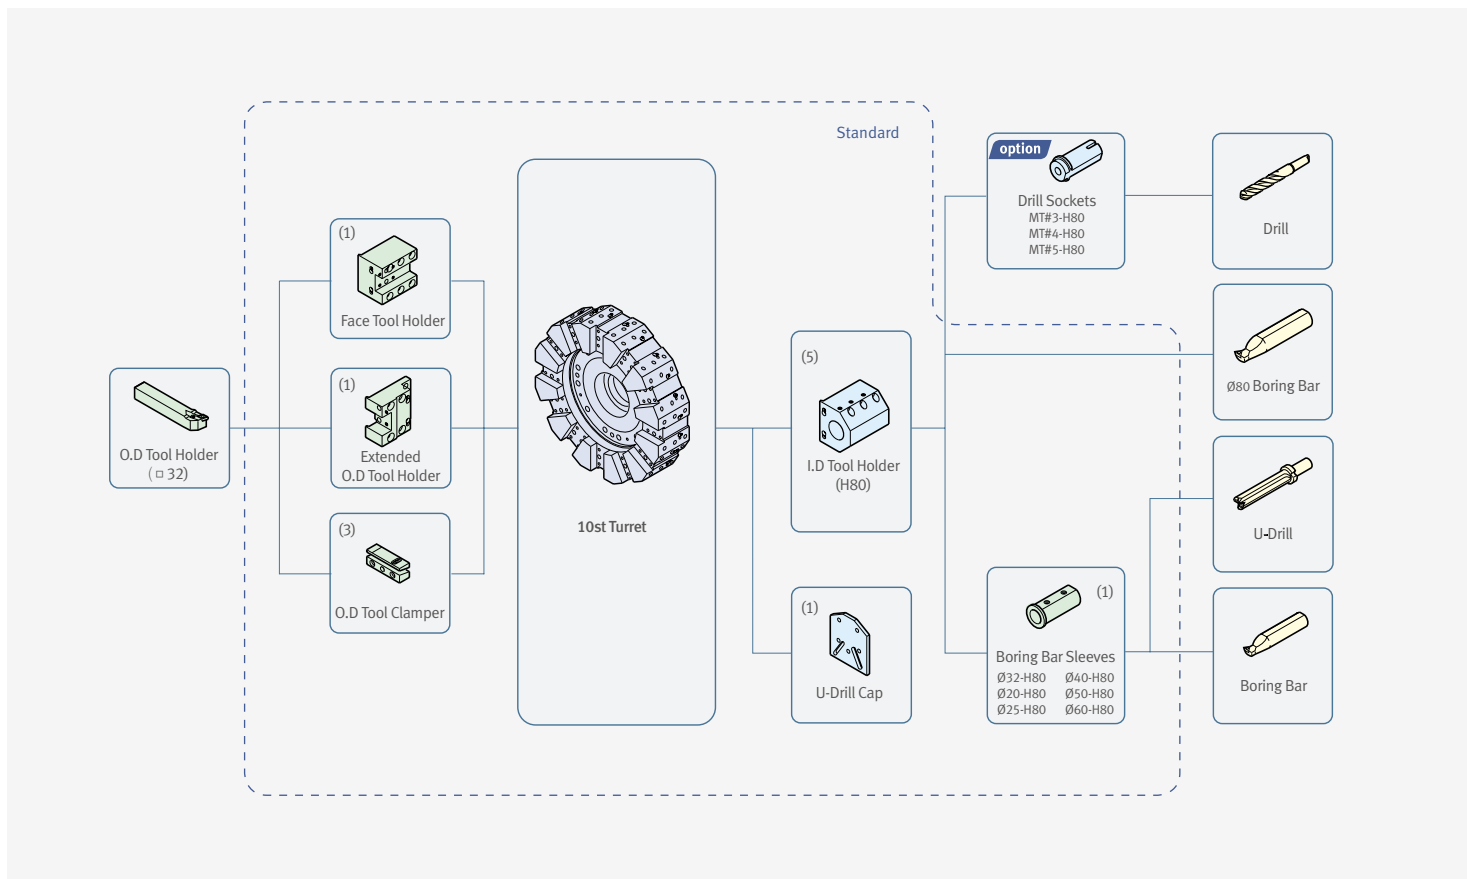 Standard
option
Drill Sockets
MT#3-H80
MT#4-H80
MT#5-H80
Drill
(1)
Face Tool Holder
(1)
Extended
O.D Tool Holder
(3)
O.D Tool Clamper
O.D Tool Holder
(□ 32)
10st Turret
(5)
I.D Tool Holder
(H80)
(1)
U-Drill Cap
Ø80 Boring Bar
U-Drill
(1)
Boring Bar Sleeves
Ø32-H80 Ø40-H80
Ø20-H80 Ø50-H80
Ø25-H80 Ø60-H80
Boring Bar